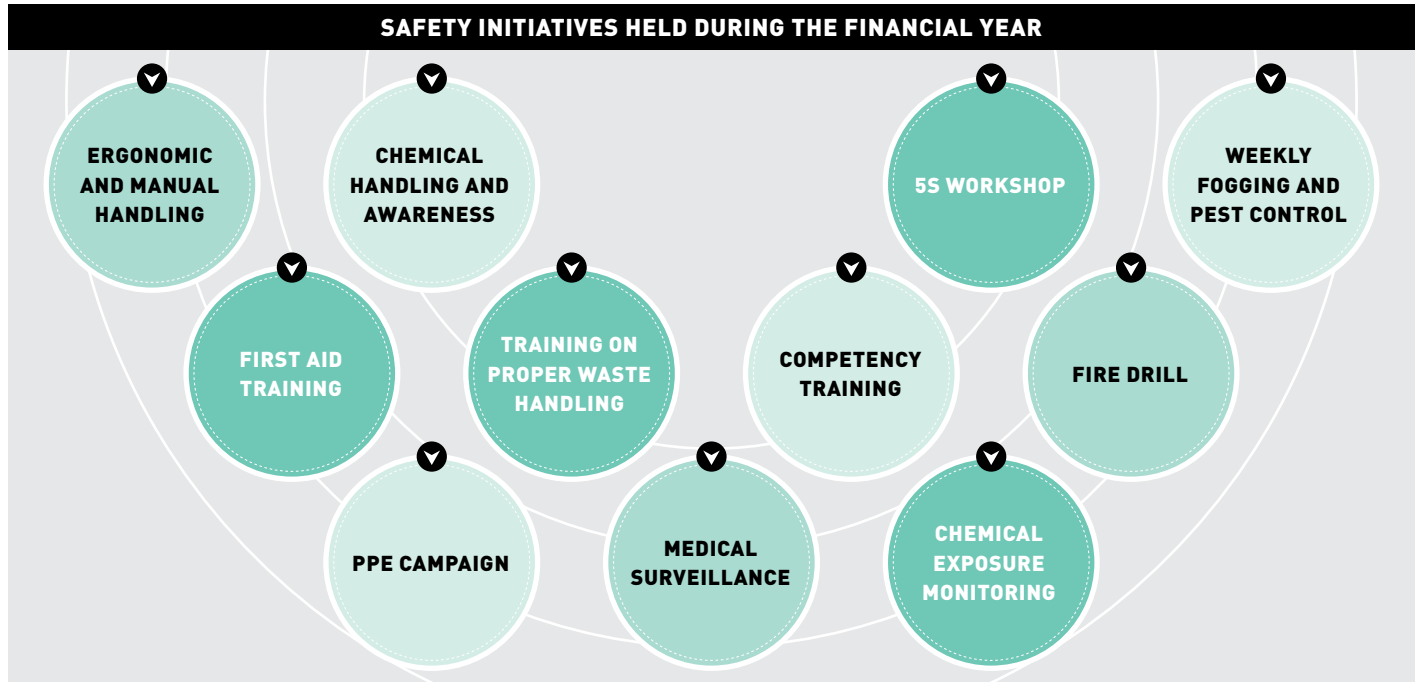 SAFETY INITIATIVES HELD DURING THE FINANCIAL YEAR
ERGONOMIC
AND MANUAL
HANDLING
CHEMICAL
HANDLING AND
AWARENESS
5S WORKSHOP
WEEKLY
FOGGING AND
PEST CONTROL
FIRST AID
TRAINING
TRAINING ON
PROPER WASTE
HANDLING
COMPETENCY
TRAINING
FIRE DRILL
PPE CAMPAIGN
MEDICAL
SURVEILLANCE
CHEMICAL
EXPOSURE
MONITORING